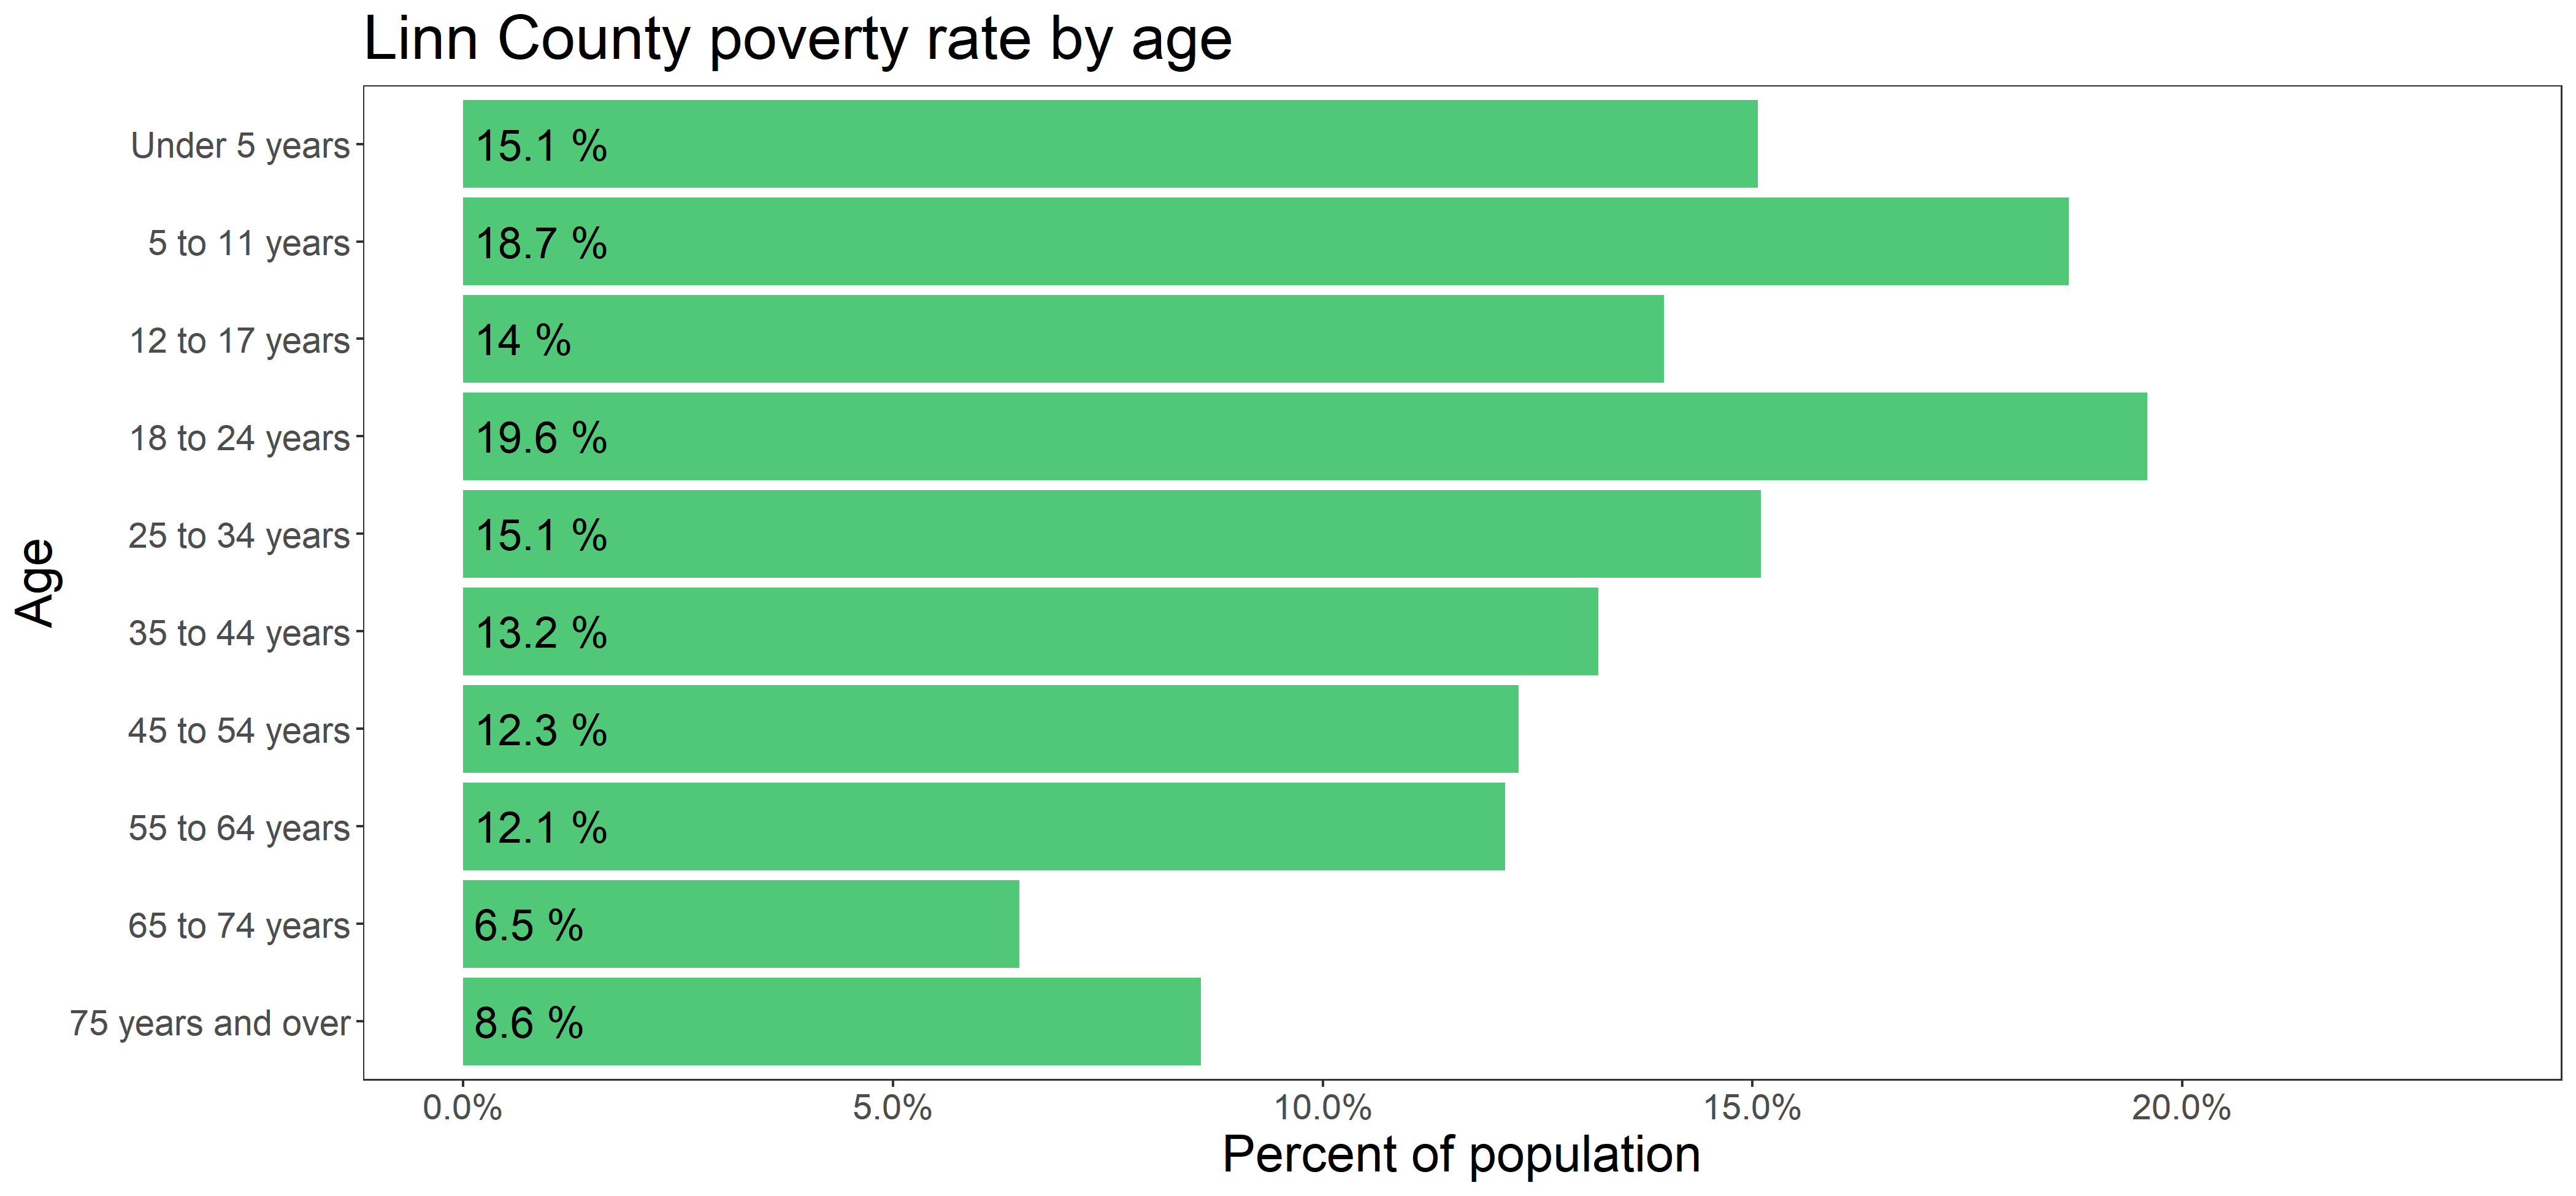 Linn County poverty rate by age
Age
Under 5 years
15.1 %
5 to 11 years
18.7 %
12 to 17 years
14 %
18 to 24 years
19.6 %
25 to 34 years
15.1 %
35 to 44 years
13.2 %
45 to 54 years
12.3 %
55 to 64 years
12.1 %
65 to 74 years
6.5 %
75 years and over
8.6 %
0.0% 5.0% 10.0% 15.0% 20.0%
Percent of population